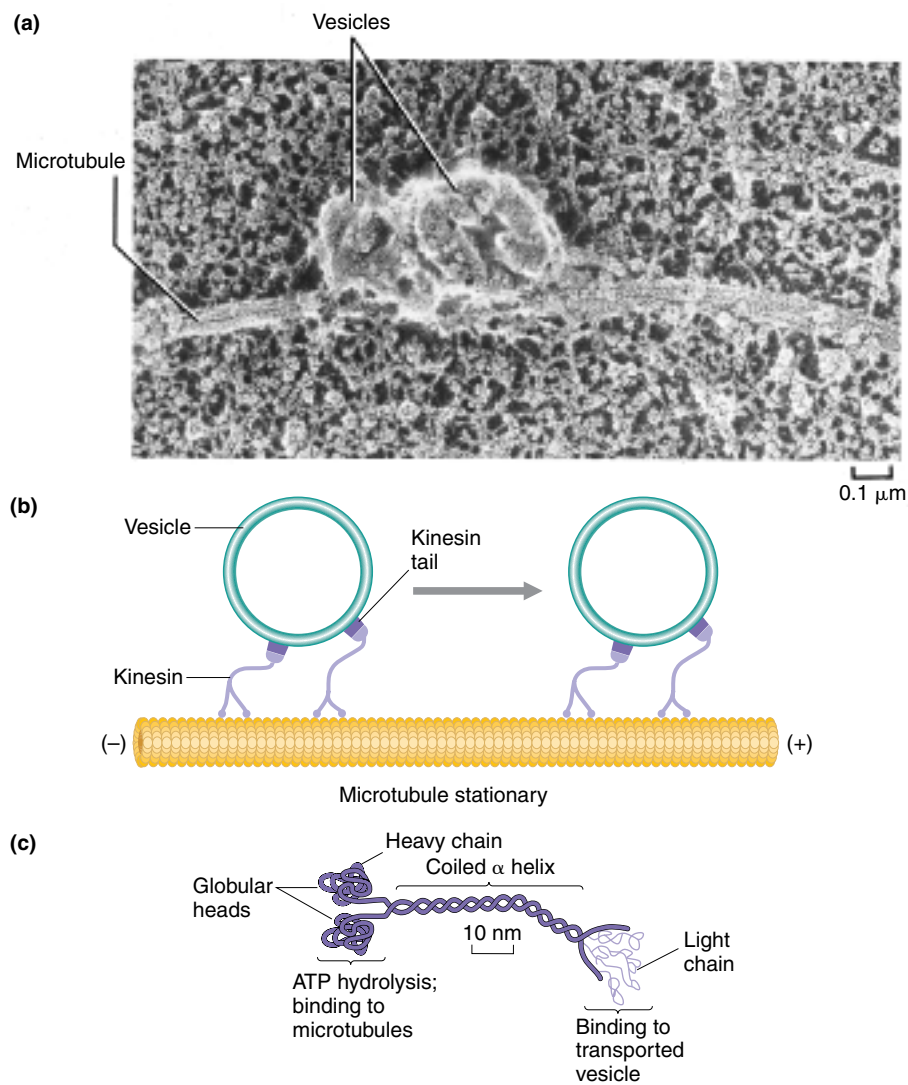 (a)
Vesicles
Microtubule
0.1 μm
(b)
Vesicle
Kinesin
tail
Kinesin
(–)
(+)
Microtubule stationary
(c)
Heavy chain
Coiled α helix
Globular
heads
10 nm
Light
chain
ATP hydrolysis;
binding to
microtubules
Binding to
transported
vesicle